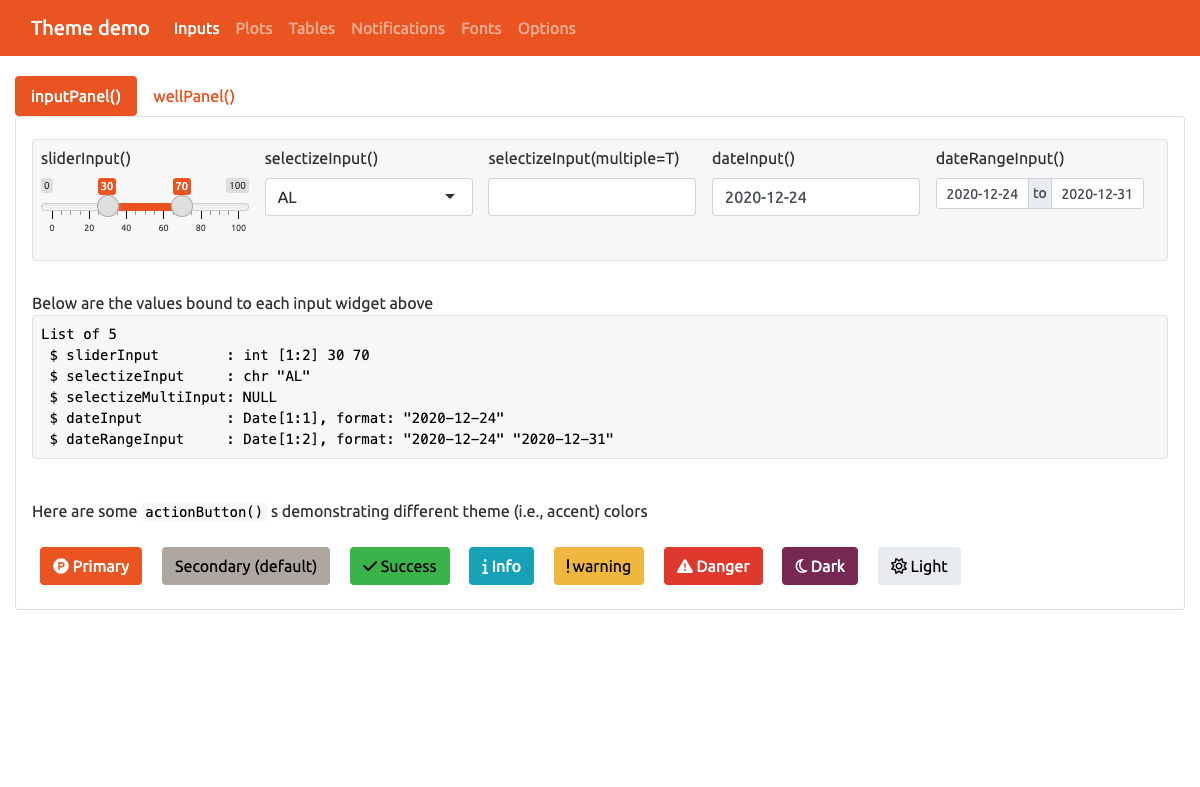 Theme demo Inputs Plots Tables Notifications Fonts Options
inputPanel() wellPanel()
sliderInput() selectizeInput() selectizeInput(multiple=T) dateInput() dateRangeInput()
0 30 70 100
AL 2020-12-24 2020-12-24 to 2020-12-31
0 20 40 60 80 100
Below are the values bound to each input widget above
List of 5
$ sliderInput : int [1:2] 30 70
$ selectizeInput : chr "AL"
$ selectizeMultiInput: NULL
$ dateInput : Date[1:1], format: "2020-12-24"
$ dateRangeInput : Date[1:2], format: "2020-12-24" "2020-12-31"
Here are some actionButton() s demonstrating different theme (i.e., accent) colors
Primary Secondary (default) Success Info warning Danger Dark Light